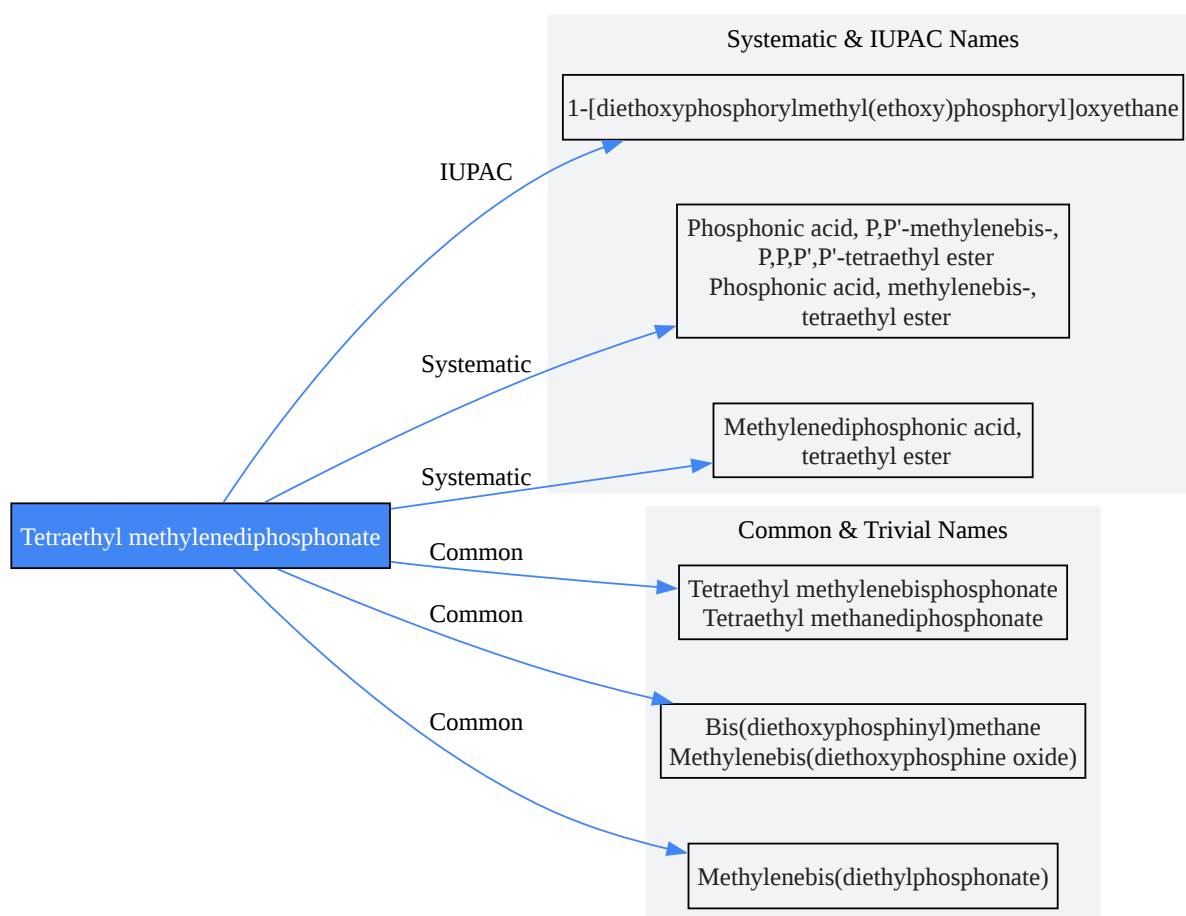 Systematic & IUPAC Names
1-[diethoxyphosphorylmethyl(ethoxy)phosphoryl]oxyethane
IUPAC
Phosphonic acid, P,P'-methylenebis-,
P,P,P',P'-tetraethyl ester
Phosphonic acid, methylenebis-,
tetraethyl ester
Systematic
Methylenediphosphonic acid,
tetraethyl ester
Systematic
Tetraethyl methylenediphosphonate
Common & Trivial Names
Common
Tetraethyl methylenebisphosphonate
Tetraethyl methanediphosphonate
Common
Bis(diethoxyphosphinyl)methane
Methylenebis(diethoxyphosphine oxide)
Common
Methylenebis(diethylphosphonate)